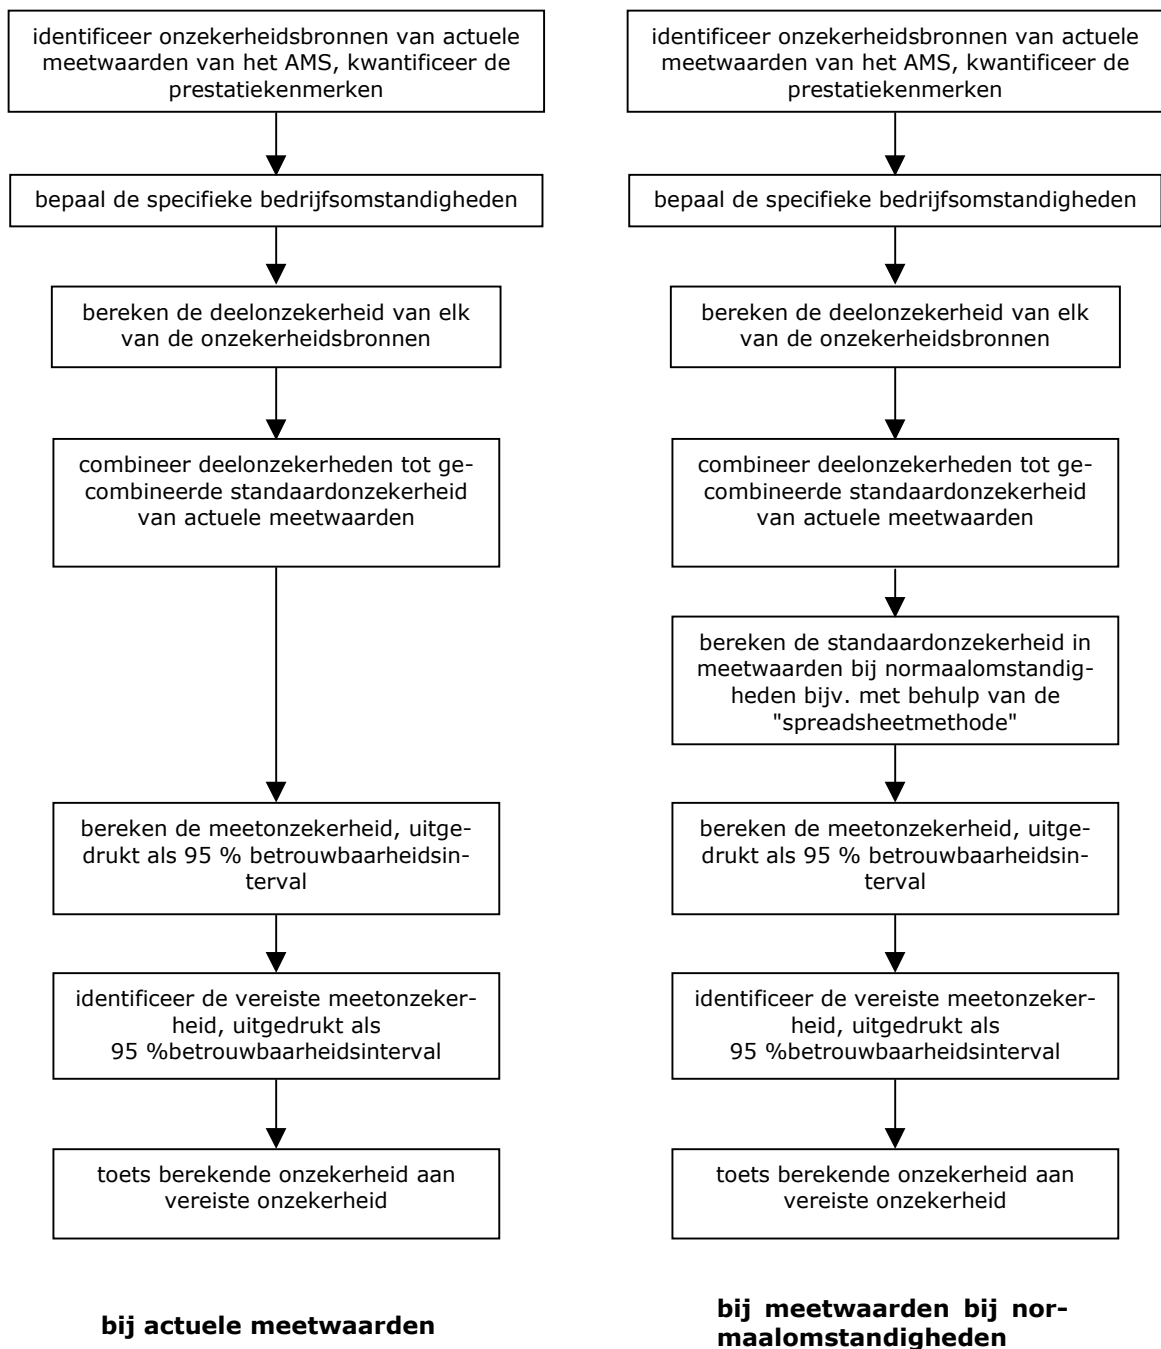 identificeer onzekerheidsbronnen van actuele
meetwaarden van het AMS, kwantificeer de
prestatiekenmerken
bepaal de specifieke bedrijfsomstandigheden
bereken de deelonzekerheid van elk
van de onzekerheidsbronnen
combineer deelonzekerheden tot ge-
combineerde standaardonzekerheid
van actuele meetwaarden
bereken de meetonzekerheid, uitge-
drukt als 95 % betrouwbaarheidsin-
terval
identificeer de vereiste meetonzeker-
heid, uitgedrukt als
95 %betrouwbaarheidsinterval
toets berekende onzekerheid aan
vereiste onzekerheid
bij actuele meetwaarden
identificeer onzekerheidsbronnen van actuele
meetwaarden van het AMS, kwantificeer de
prestatiekenmerken
bepaal de specifieke bedrijfsomstandigheden
bereken de deelonzekerheid van elk
van de onzekerheidsbronnen
combineer deelonzekerheden tot ge-
combineerde standaardonzekerheid
van actuele meetwaarden
bereken de standaardonzekerheid in
meetwaarden bij normaalomstandig-
heden bijv. met behulp van de
"spreadsheetmethode"
bereken de meetonzekerheid, uitge-
drukt als 95 % betrouwbaarheidsin-
terval
identificeer de vereiste meetonzeker-
heid, uitgedrukt als
95 %betrouwbaarheidsinterval
toets berekende onzekerheid aan
vereiste onzekerheid
bij meetwaarden bij nor-
maalomstandigheden